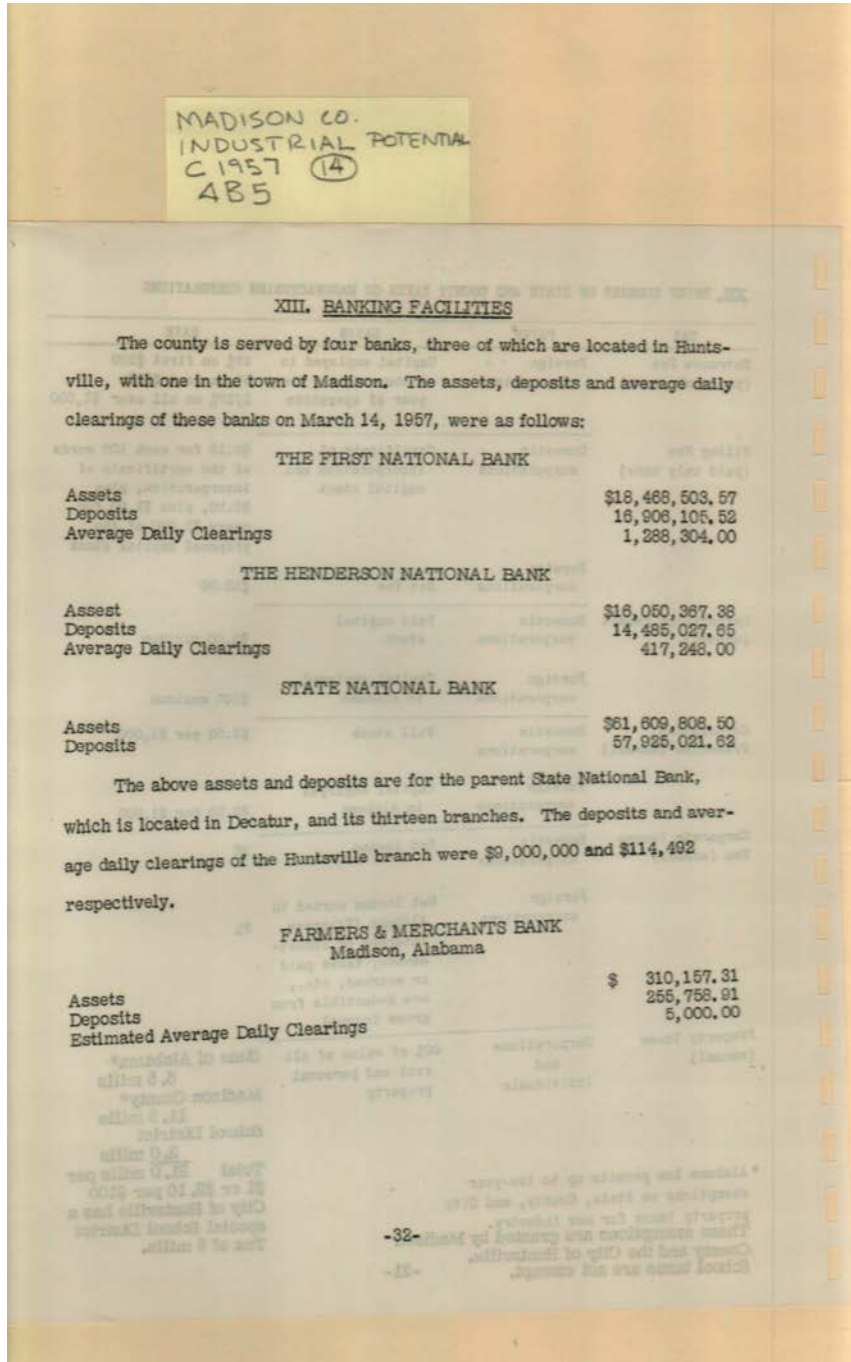 MADISON CO.
INDUSTRIAL POTENTIAL
C 1957 14
4B5
XIII. BANKING FACILITIES
The county is served by four banks, three of which are located in Hunts-
ville, with one in the town of Madison. The assets, deposits and average daily
clearings of these banks on March 14, 1957, were as follows:
THE FIRST NATIONAL BANK
Assets $18,468,503.57
Deposits 16,906,105.52
Average Daily Clearings 1,288,304.00
THE HENDERSON NATIONAL BANK
Assest $16,050,367.38
Deposits 14,485,027.65
Average Daily Clearings 417,248.00
STATE NATIONAL BANK
Assets $61,609,808.50
Deposits 57,925,021.62
The above assets and deposits are for the parent State National Bank,
which is located in Decatur, and its thirteen branches. The deposits and aver-
age daily clearings of the Huntsville branch were $9,000,000 and $114,492
respectively.
FARMERS & MERCHANTS BANK
Madison, Alabama
Assets $ 310,157.31
Deposits 255,758.91
Estimated Average Daily Clearings 5,000.00
-32-